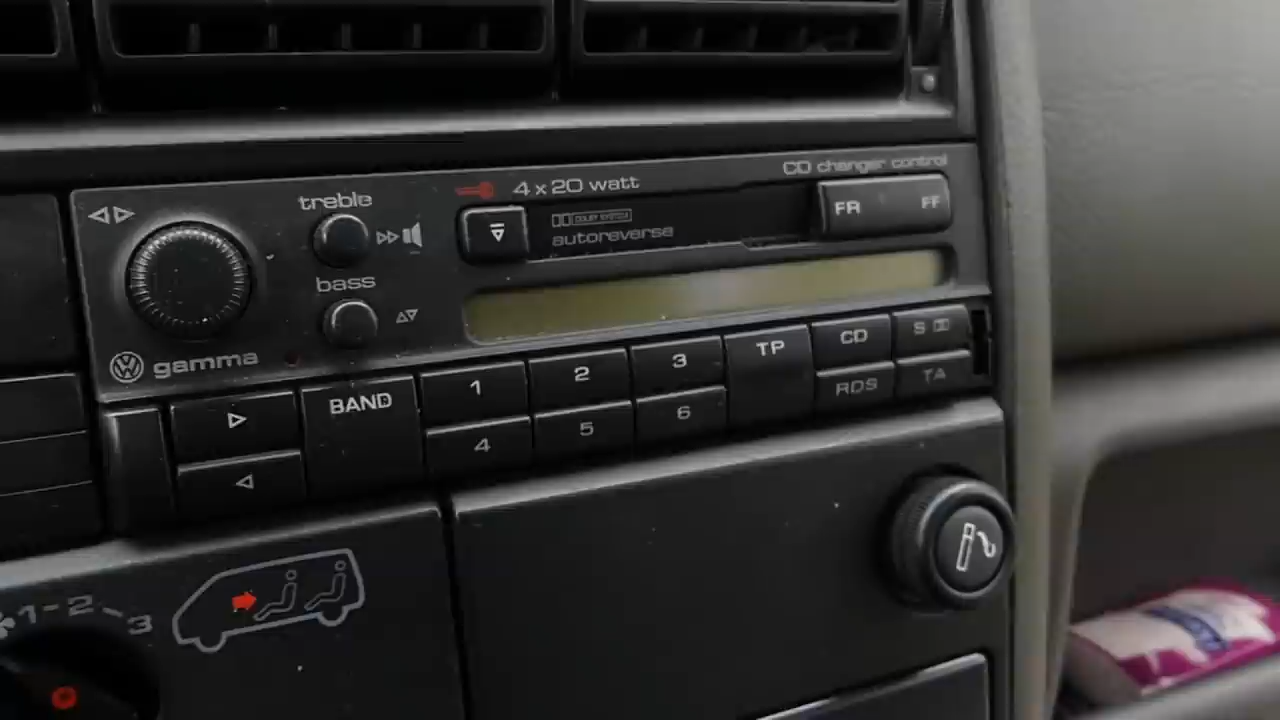 CD changer control
treble
4 x 20 watt
FR FF
DOLBY SYSTEM
autoreverse
bass
gamma
BAND 1 2 3 TP CD S
4 5 6 RDS TA
1-2-3